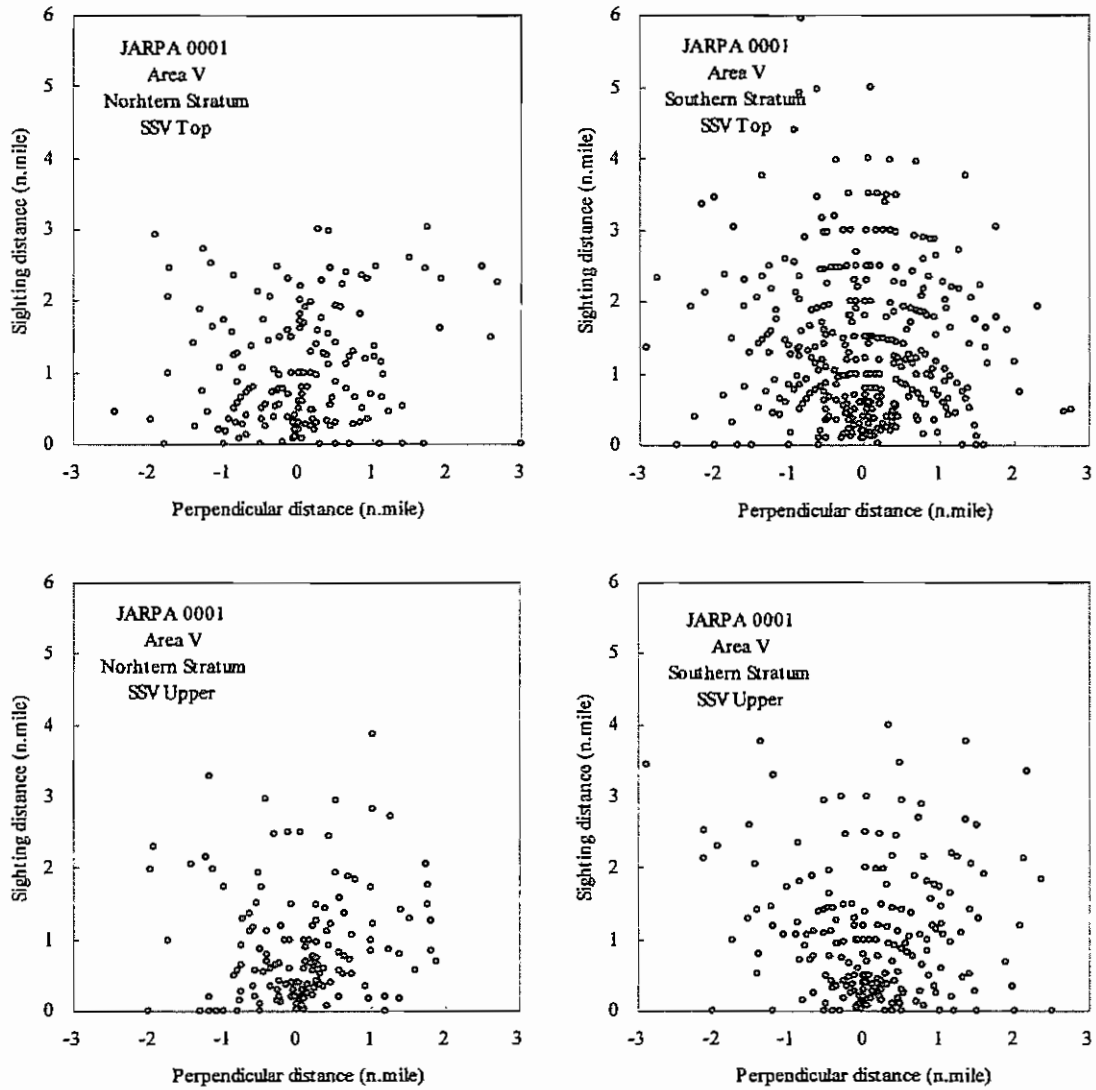 6
5
4
3
2
1
0
Sighting distance (n.mile)
JARPA 0001
Area V
Norhtern Stratum
SSV Top
-3 -2 -1 0 1 2 3
Perpendicular distance (n.mile)
6
5
4
3
2
1
0
Sighting distance (n.mile)
JARPA 0001
Area V
Southern Stratum
SSV Top
-3 -2 -1 0 1 2 3
Perpendicular distance (n.mile)
6
5
4
3
2
1
0
Sighting distance (n.mile)
JARPA 0001
Area V
Norhtern Stratum
SSV Upper
-3 -2 -1 0 1 2 3
Perpendicular distance (n.mile)
6
5
4
3
2
1
0
Sighting distance (n.mile)
JARPA 0001
Area V
Southern Stratum
SSV Upper
-3 -2 -1 0 1 2 3
Perpendicular distance (n.mile)